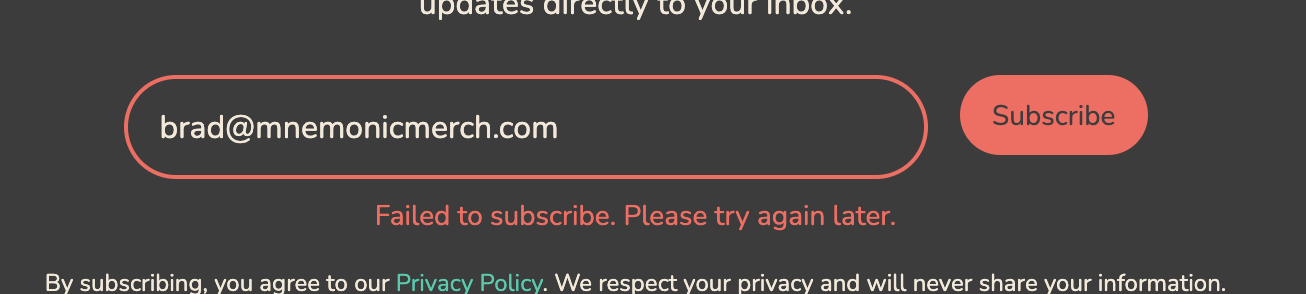 updates directly to your inbox.
brad@mnemonicmerch.com
Subscribe
Failed to subscribe. Please try again later.
By subscribing, you agree to our Privacy Policy. We respect your privacy and will never share your information.